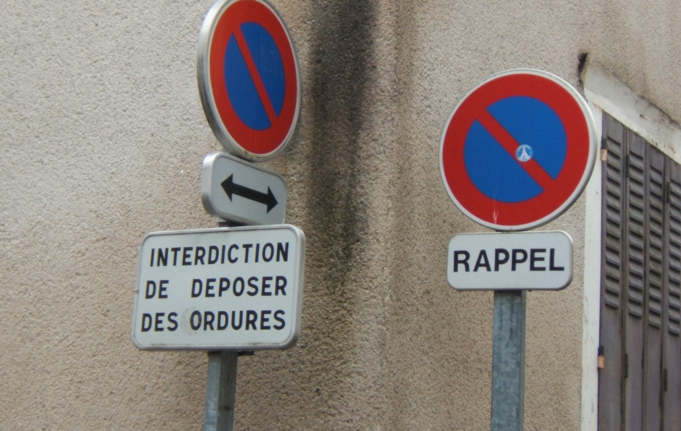 INTERDICTION
DE DEPOSER
DES ORDURES
RAPPEL